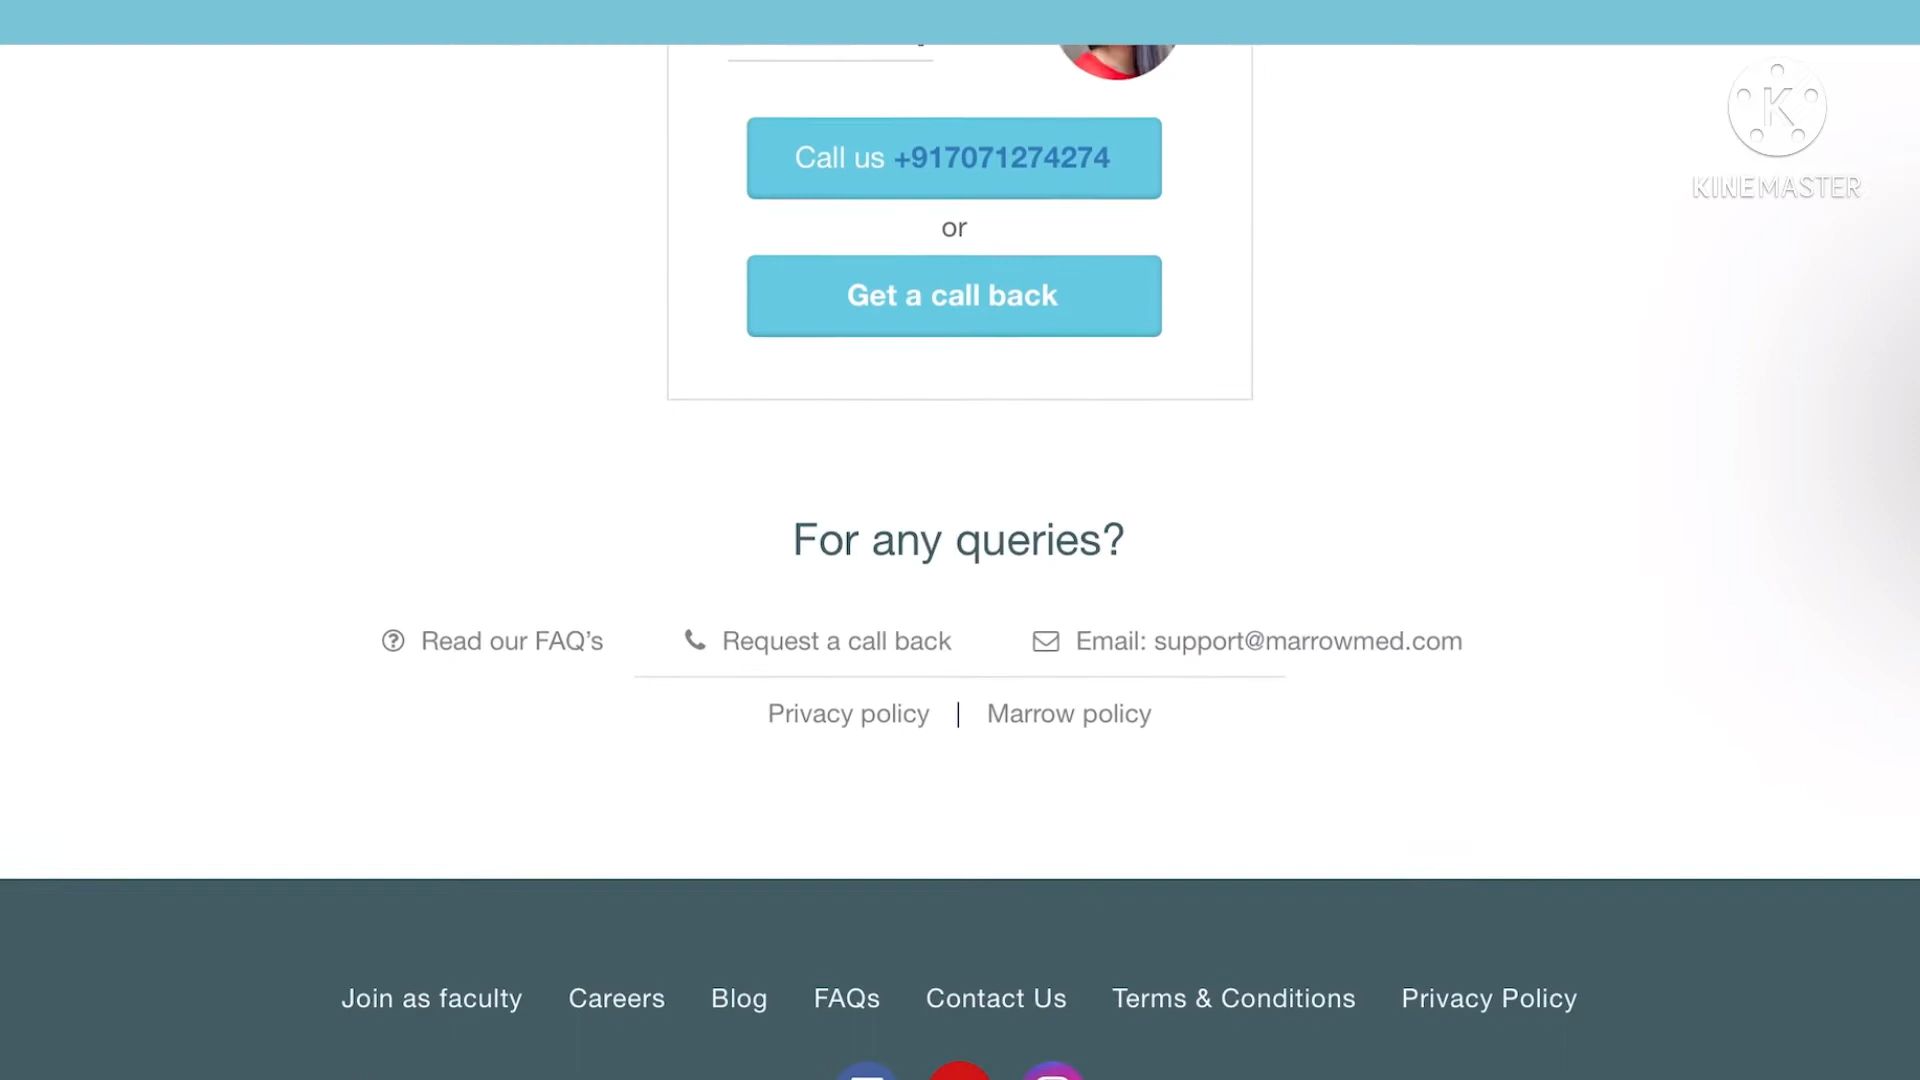 Call us +917071274274
KINEMASTER
or
Get a call back
For any queries?
Read our FAQ’s Request a call back Email: support@marrowmed.com
Privacy policy | Marrow policy
Join as faculty Careers Blog FAQs Contact Us Terms & Conditions Privacy Policy